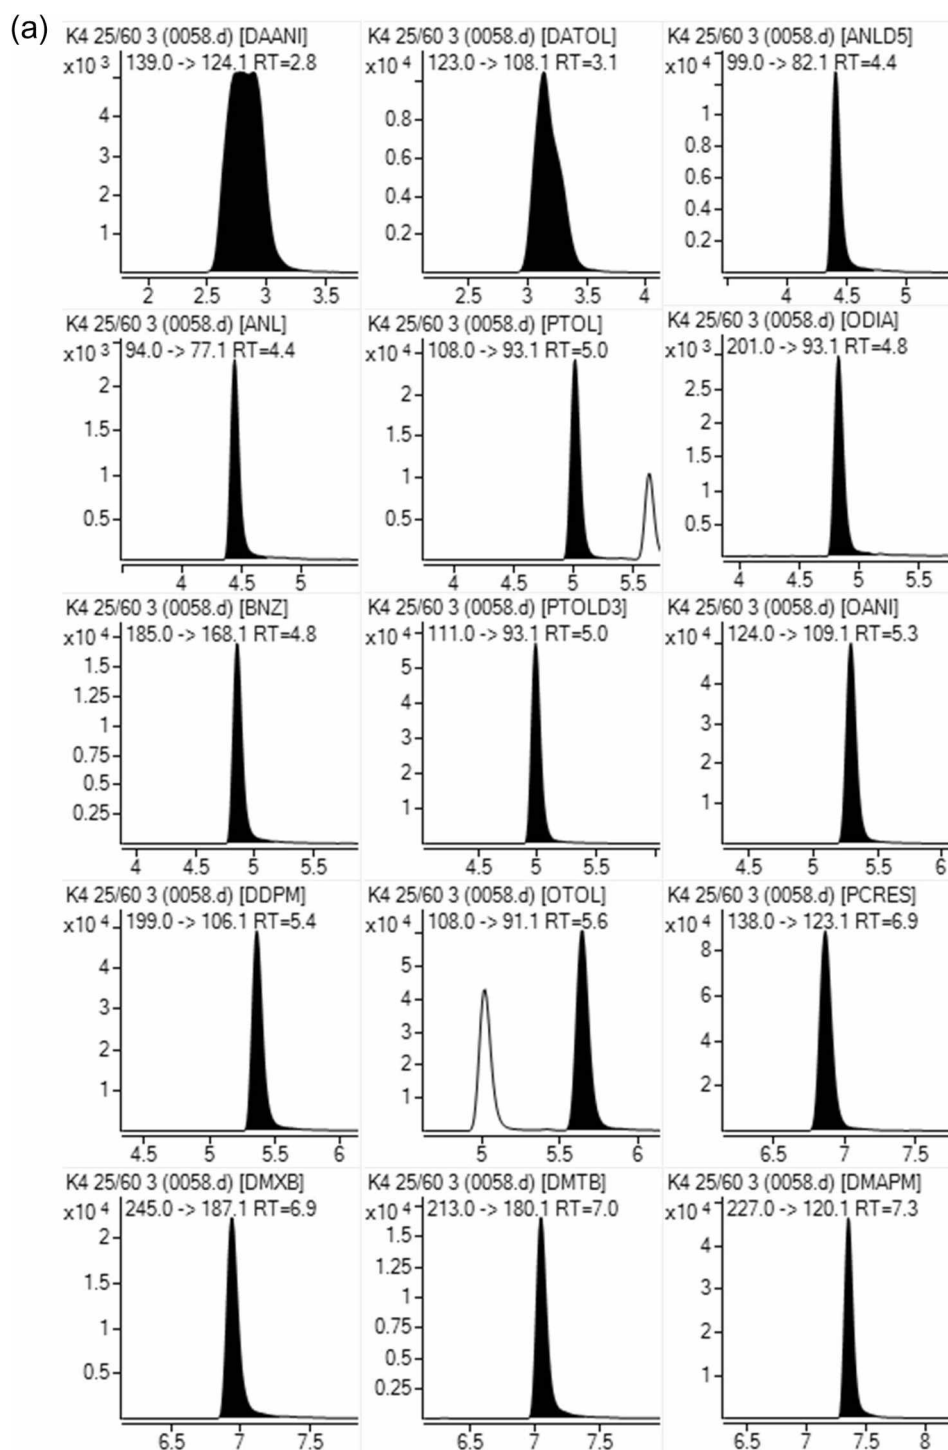 (a)
K4 25/60 3 (0058.d) [DAANI]
x10 3
139.0 -> 124.1 RT=2.8
4
3
2
1
2
2.5
3
3.5
K4 25/60 3 (0058.d) [DATOL]
x10 4
123.0 -> 108.1 RT=3.1
0.8
0.6
0.4
0.2
2.5
3
3.5
4
K4 25/60 3 (0058.d) [ANLD5]
x10 4
99.0 -> 82.1 RT=4.4
1
0.8
0.6
0.4
0.2
4
4.5
5
K4 25/60 3 (0058.d) [ANL]
x10 3
94.0 -> 77.1 RT=4.4
2
1.5
1
0.5
4
4.5
5
K4 25/60 3 (0058.d) [PTOL]
x10 4
108.0 -> 93.1 RT=5.0
2
1.5
1
0.5
4
4.5
5
5.5
K4 25/60 3 (0058.d) [ODIA]
x10 3
201.0 -> 93.1 RT=4.8
2.5
2
1.5
1
0.5
4
4.5
5
5.5
K4 25/60 3 (0058.d) [BNZ]
x10 4
185.0 -> 168.1 RT=4.8
1.5
1.25
1
0.75
0.5
0.25
4
4.5
5
5.5
K4 25/60 3 (0058.d) [PTOLD3]
x10 4
111.0 -> 93.1 RT=5.0
5
4
3
2
1
4.5
5
5.5
K4 25/60 3 (0058.d) [OANI]
x10 4
124.0 -> 109.1 RT=5.3
4
3
2
1
4.5
5
5.5
6
K4 25/60 3 (0058.d) [DDPM]
x10 4
199.0 -> 106.1 RT=5.4
4
3
2
1
4.5
5
5.5
6
K4 25/60 3 (0058.d) [OTOL]
x10 4
108.0 -> 91.1 RT=5.6
5
4
3
2
1
5
5.5
6
K4 25/60 3 (0058.d) [PCRES]
x10 4
138.0 -> 123.1 RT=6.9
8
6
4
2
6.5
7
7.5
K4 25/60 3 (0058.d) [DMXB]
x10 4
245.0 -> 187.1 RT=6.9
2
1.5
1
0.5
6.5
7
7.5
K4 25/60 3 (0058.d) [DMTB]
x10 4
213.0 -> 180.1 RT=7.0
1.5
1.25
1
0.75
0.5
0.25
6.5
7
7.5
K4 25/60 3 (0058.d) [DMAPM]
x10 4
227.0 -> 120.1 RT=7.3
4
3
2
1
6.5
7
7.5
8